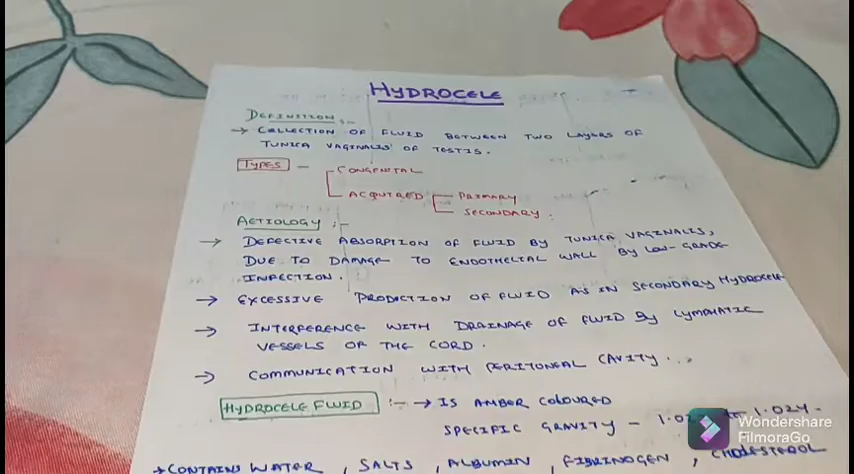 HYDROCELE
DEFINITION :-
→ COLLECTION OF FLUID BETWEEN TWO LAYERS OF
TUNICA VAGINALIS OF TESTIS.
TYPES - CONGENITAL
ACQUIRED PRIMARY
SECONDARY.
AETIOLOGY :-
→ DEFECTIVE ABSORPTION OF FLUID BY TUNICA VAGINALIS,
DUE TO DAMAGE TO ENDOTHELIAL WALL BY LOW-GRADE
INFECTION.
→ EXCESSIVE PRODUCTION OF FLUID AS IN SECONDARY HYDROCELE
→ INTERFERENCE WITH DRAINAGE OF FLUID By LYMPHATIC
VESSELS OF THE CORD.
→ COMMUNICATION WITH PERITONEAL CAVITY...
HYDROCELE FLUID :- → IS AMBER COLOURED
SPECIFIC GRAVITY - 1.024.
→ CONTAINS WATER, SALTS, ALBUMIN, FIBRINOGEN, CHOLESTEROL
Wondershare
FilmoraGo